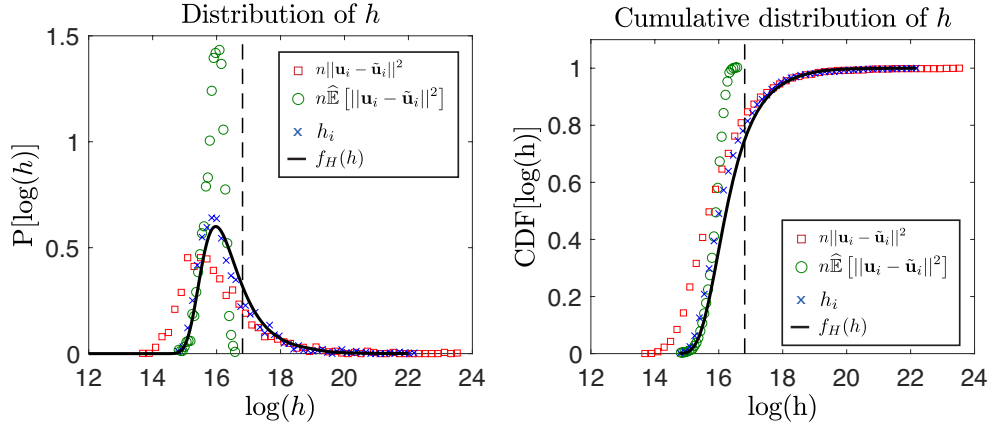 Distribution of h
P[log(h)]
1.5
1
0.5
0
n||u_i − ũ_i||²
nÊ [||u_i − ũ_i||²]
h_i
f_H(h)
12 14 16 18 20 22 24
log(h)
Cumulative distribution of h
CDF[log(h)]
1
0.8
0.6
0.4
0.2
0
n||u_i − ũ_i||²
nÊ [||u_i − ũ_i||²]
h_i
f_H(h)
12 14 16 18 20 22 24
log(h)